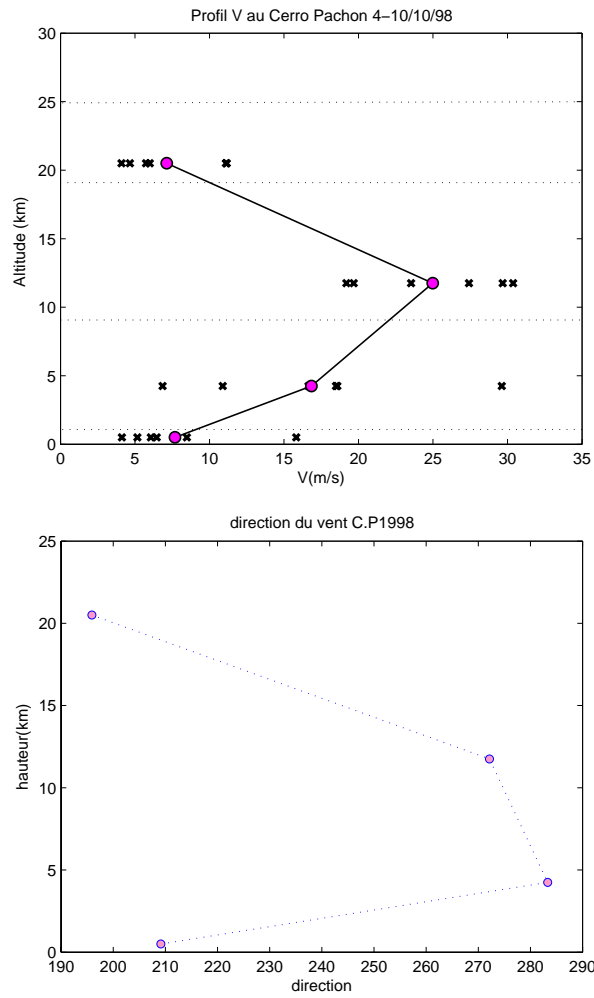 Profil V au Cerro Pachon 4−10/10/98
30
25
20
15
10
5
0
Altitude (km)
0 5 10 15 20 25 30 35
V(m/s)
direction du vent C.P1998
25
20
15
10
5
0
hauteur(km)
190 200 210 220 230 240 250 260 270 280 290
direction